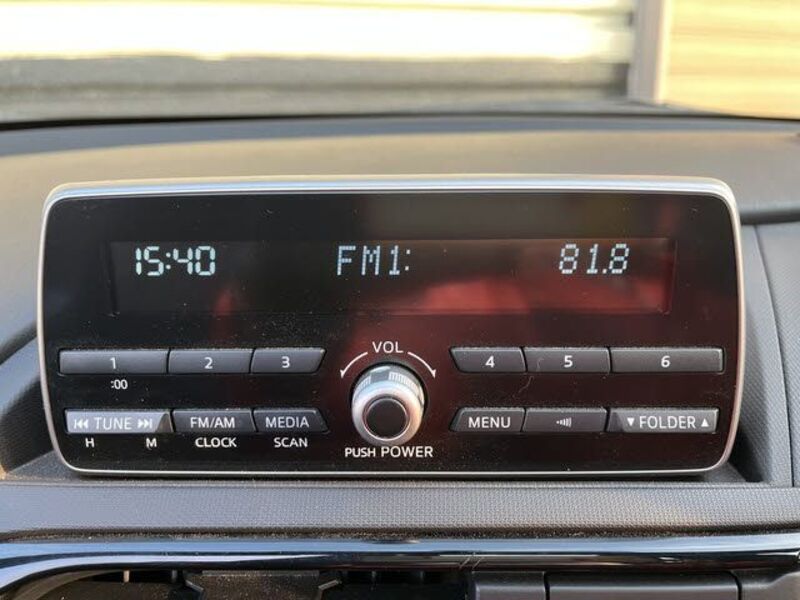 15:40 FM1: 81.8
1 2 3 VOL 4 5 6
:00
⏮ TUNE ⏭ FM/AM MEDIA MENU ▼ FOLDER ▲
H M CLOCK SCAN PUSH POWER